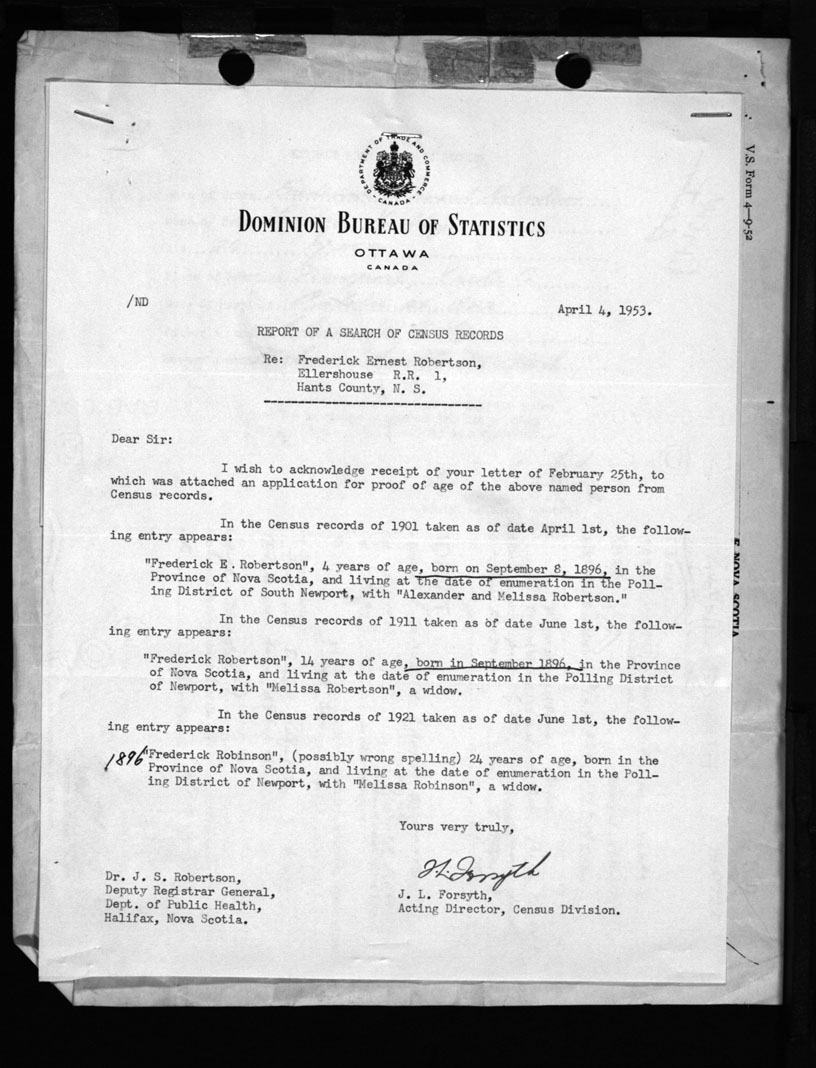 DEPARTMENT OF TRADE AND COMMERCE
CANADA
DOMINION BUREAU OF STATISTICS
OTTAWA
CANADA
V.S. Form 4—9-52
/ND
April 4, 1953.
REPORT OF A SEARCH OF CENSUS RECORDS
Re: Frederick Ernest Robertson,
Ellershouse R.R. 1,
Hants County, N. S.
Dear Sir:
I wish to acknowledge receipt of your letter of February 25th, to
which was attached an application for proof of age of the above named person from
Census records.
In the Census records of 1901 taken as of date April 1st, the follow-
ing entry appears:
"Frederick E. Robertson", 4 years of age, born on September 8, 1896, in the
Province of Nova Scotia, and living at the date of enumeration in the Poll-
ing District of South Newport, with "Alexander and Melissa Robertson."
NOVA SCOTIA
In the Census records of 1911 taken as of date June 1st, the follow-
ing entry appears:
"Frederick Robertson", 14 years of age, born in September 1896, in the Province
of Nova Scotia, and living at the date of enumeration in the Polling District
of Newport, with "Melissa Robertson", a widow.
In the Census records of 1921 taken as of date June 1st, the follow-
ing entry appears:
1896 "Frederick Robinson", (possibly wrong spelling) 24 years of age, born in the
Province of Nova Scotia, and living at the date of enumeration in the Poll-
ing District of Newport, with "Melissa Robinson", a widow.
Yours very truly,
J. L. Forsyth,
Acting Director, Census Division.
Dr. J. S. Robertson,
Deputy Registrar General,
Dept. of Public Health,
Halifax, Nova Scotia.